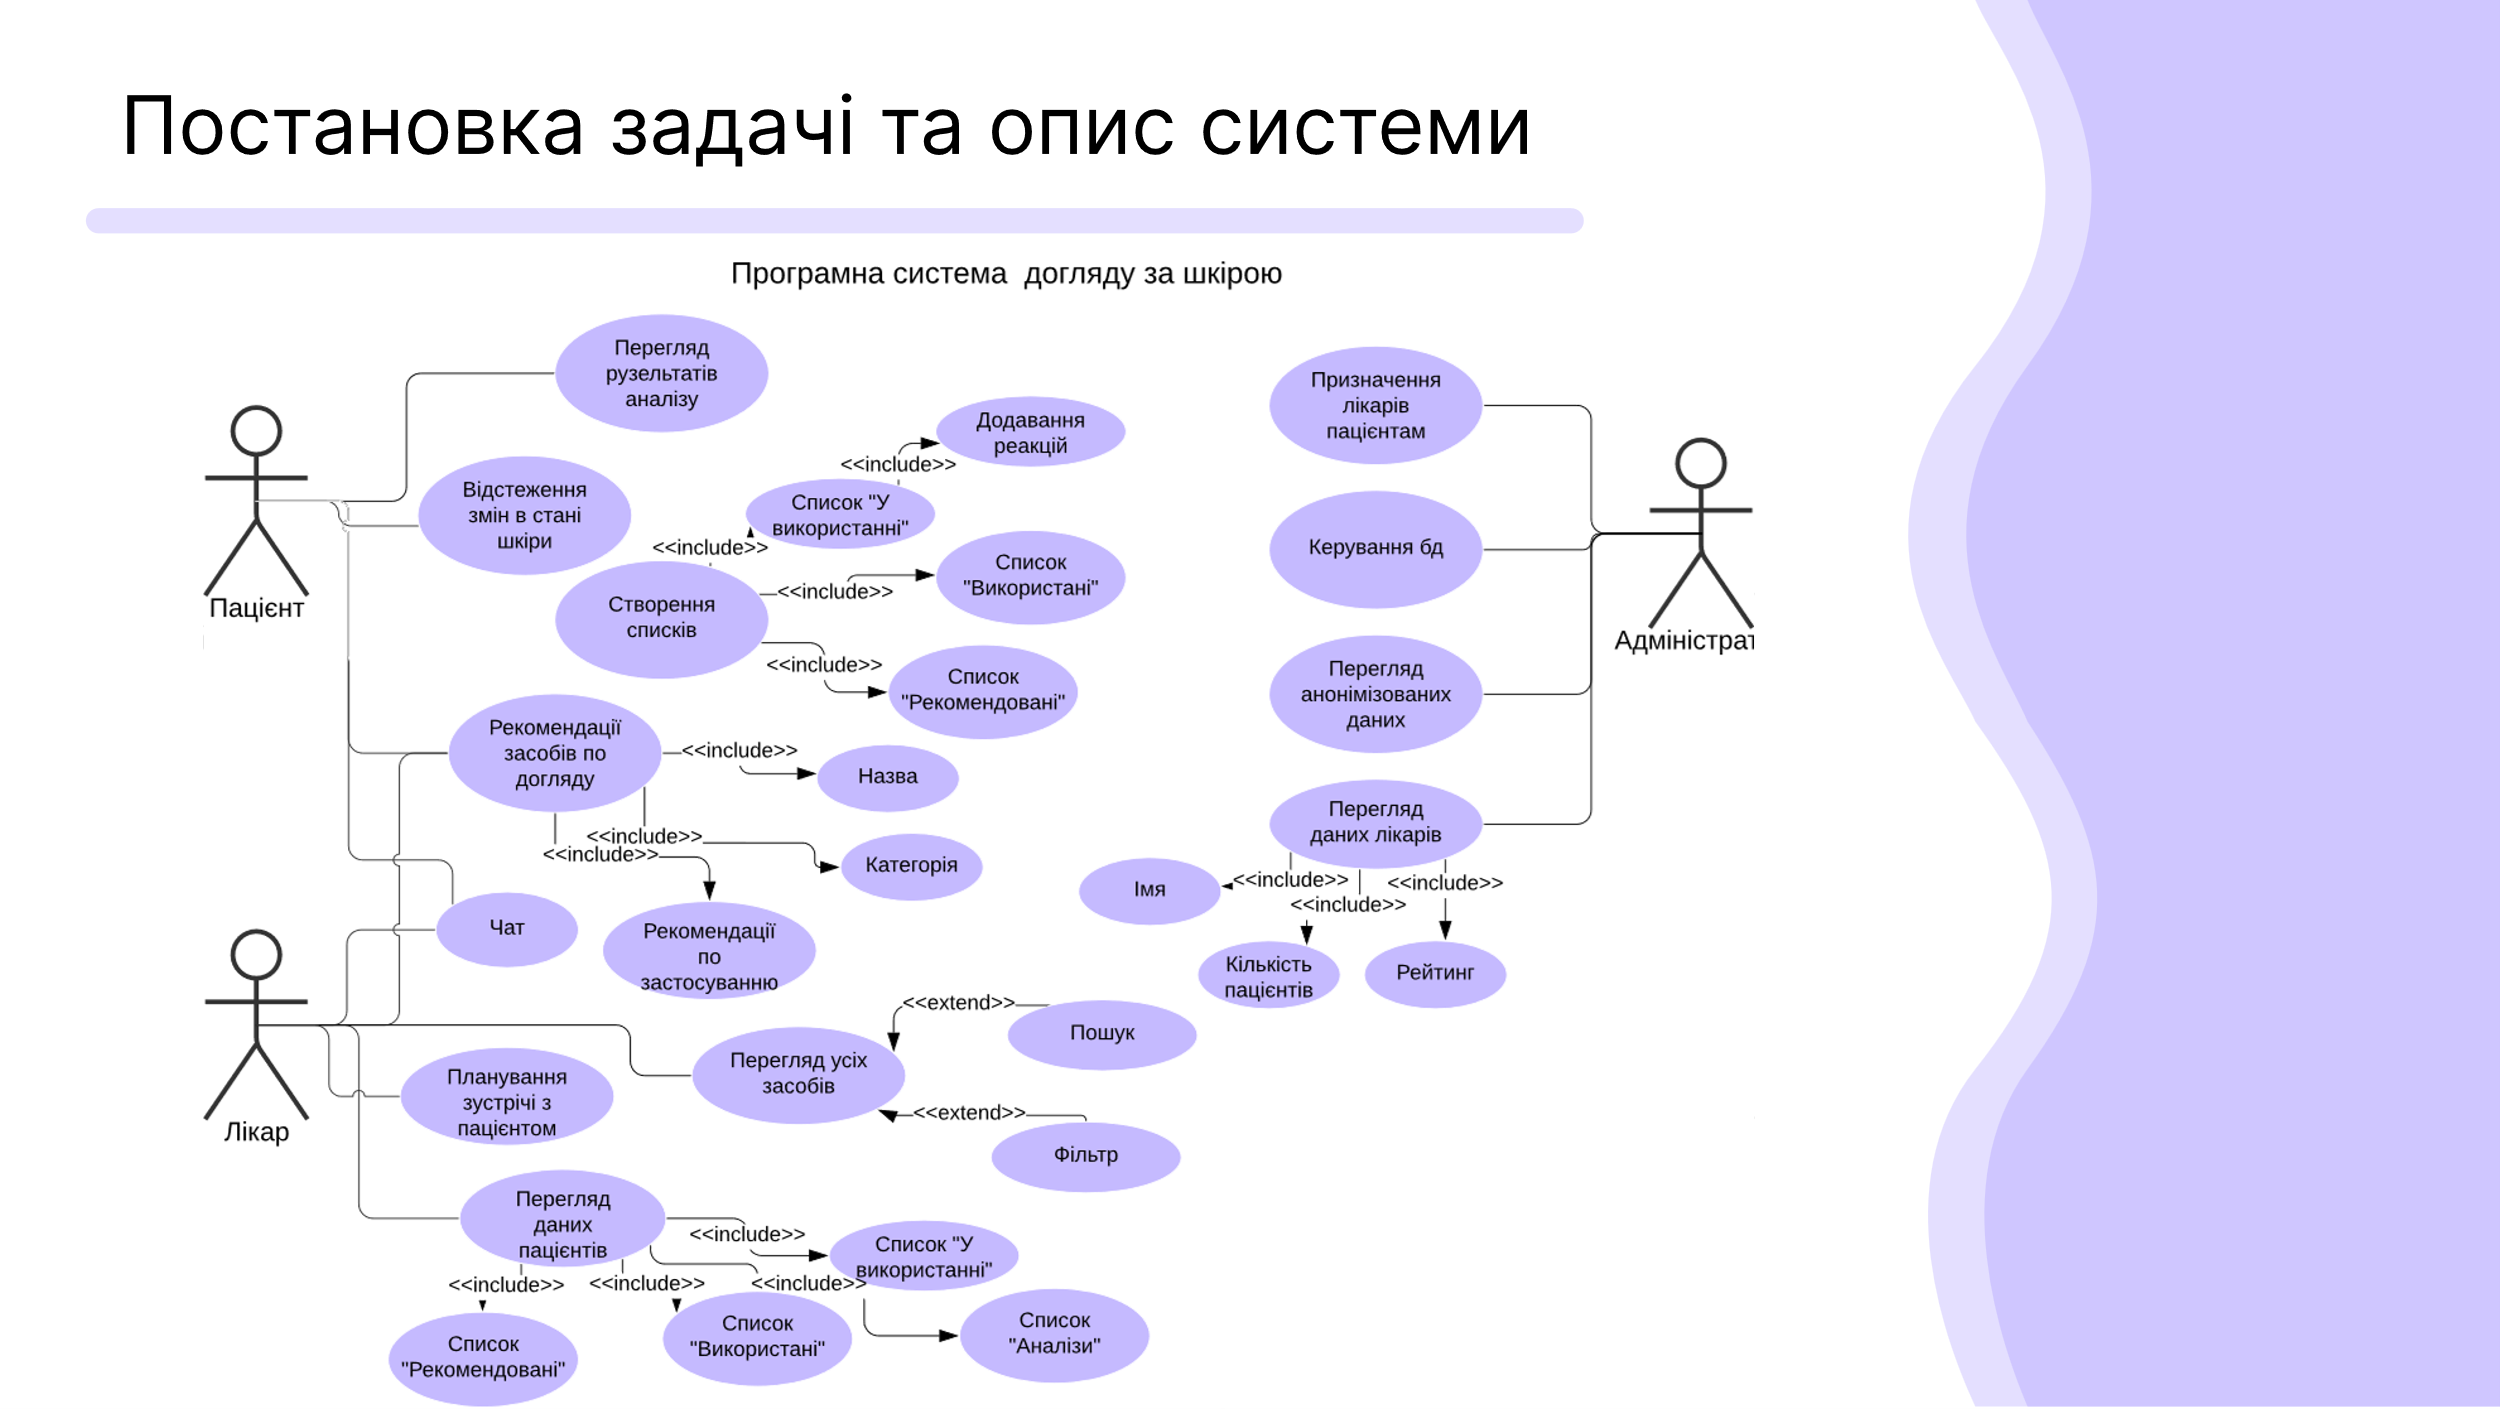 Постановка задачі та опис системи
Програмна система догляду за шкірою
Перегляд
рузельтатів
аналізу
Відстеження
змін в стані
шкіри
Пацієнт
Додавання
реакцій
<<include>>
Список "У
використанні"
<<include>>
Список
"Використані"
<<include>>
Створення
списків
<<include>>
Список
"Рекомендовані"
Рекомендації
засобів по
догляду
<<include>>
Назва
<<include>>
<<include>>
Категорія
Чат
Рекомендації
по
застосуванню
Лікар
Планування
зустрічі з
пацієнтом
Перегляд усіх
засобів
<<extend>>
Пошук
<<extend>>
Фільтр
Перегляд
даних
пацієнтів
<<include>>
Список "У
використанні"
<<include>>
<<include>>
<<include>>
Список
"Рекомендовані"
Список
"Використані"
Список
"Аналізи"
Призначення
лікарів
пацієнтам
Керування бд
Перегляд
анонімізованих
даних
Адміністрат
Перегляд
даних лікарів
<<include>>
<<include>>
<<include>>
Імя
Кількість
пацієнтів
Рейтинг